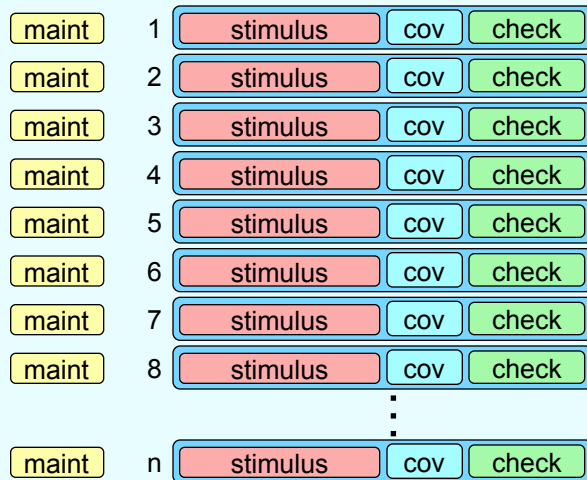 maint 1 stimulus cov check
maint 2 stimulus cov check
maint 3 stimulus cov check
maint 4 stimulus cov check
maint 5 stimulus cov check
maint 6 stimulus cov check
maint 7 stimulus cov check
maint 8 stimulus cov check
maint n stimulus cov check